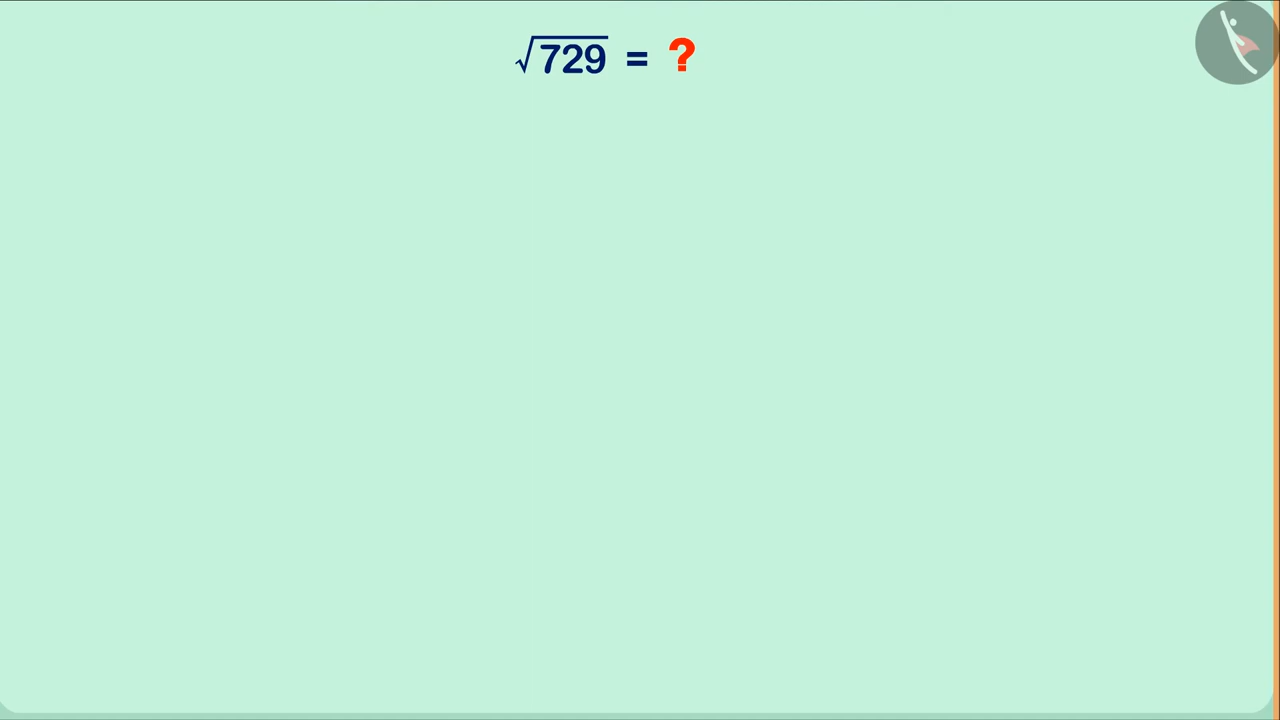 √729 = ?